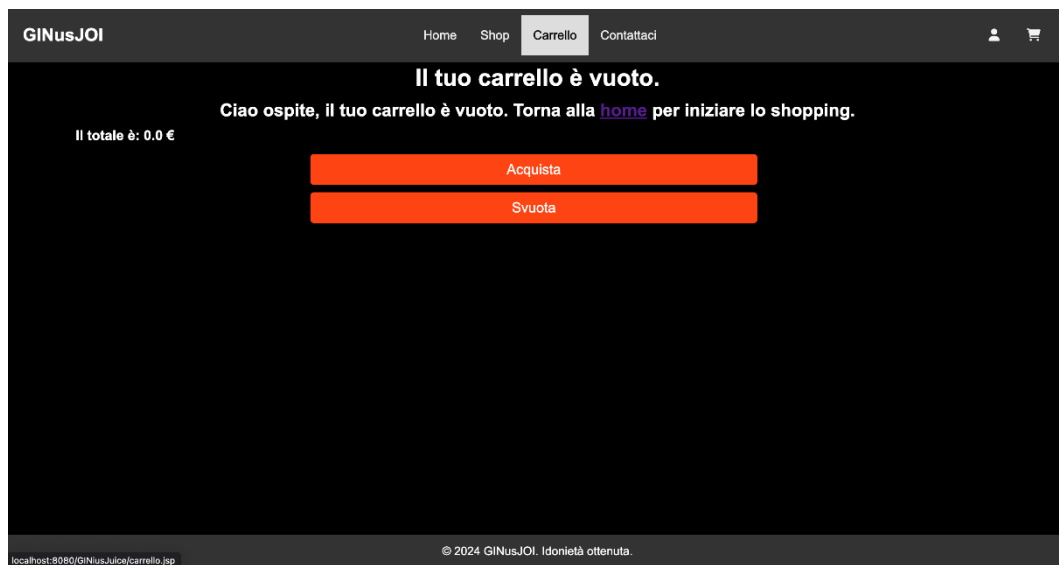 GINusJOI
Home Shop Carrello Contattaci
Il tuo carrello è vuoto.
Ciao ospite, il tuo carrello è vuoto. Torna alla home per iniziare lo shopping.
Il totale è: 0.0 €
Acquista
Svuota
© 2024 GINusJOI. Idonietà ottenuta.
localhost:8080/GINiusJuice/carrello.jsp